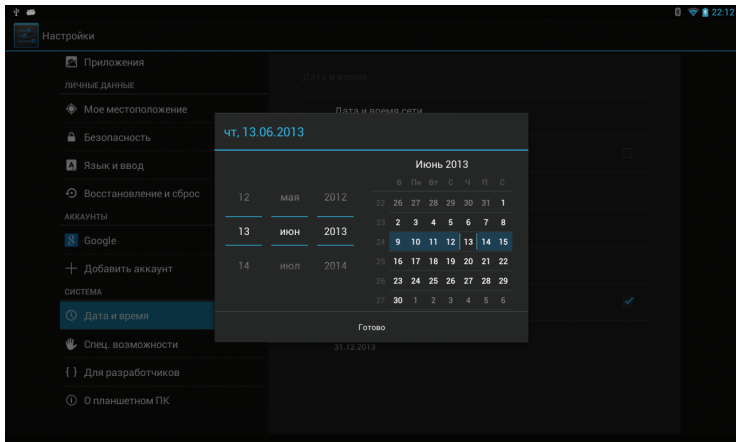 22:12
Настройки
Приложения
ЛИЧНЫЕ ДАННЫЕ
Мое местоположение
Безопасность
Язык и ввод
Восстановление и сброс
АККАУНТЫ
Google
Добавить аккаунт
СИСТЕМА
Дата и время
Спец. возможности
Для разработчиков
О планшетном ПК
Дата и время
Дата и время сети
чт, 13.06.2013
12 мая 2012
13 июн 2013
14 июл 2014
Июнь 2013
В Пн Вт С Ч П С
22 26 27 28 29 30 31 1
23 2 3 4 5 6 7 8
24 9 10 11 12 13 14 15
25 16 17 18 19 20 21 22
26 23 24 25 26 27 28 29
27 30 1 2 3 4 5 6
Готово
31.12.2013